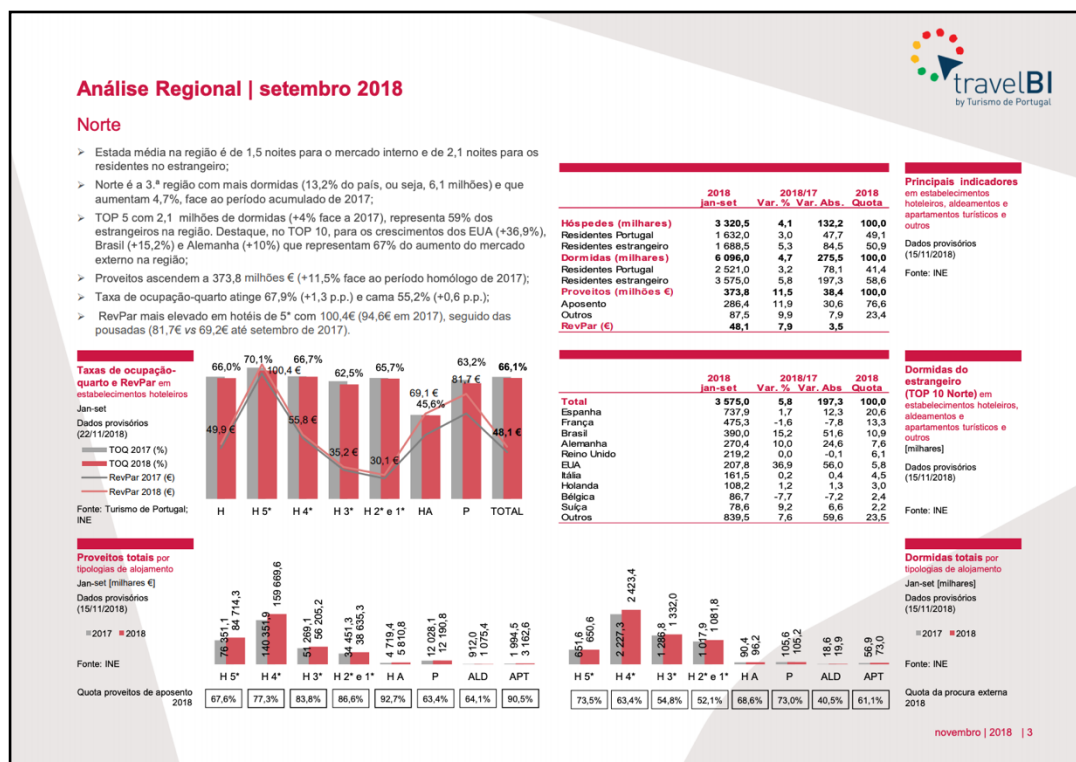 travelBI
by Turismo de Portugal
Análise Regional | setembro 2018
Norte
➢ Estada média na região é de 1,5 noites para o mercado interno e de 2,1 noites para os
residentes no estrangeiro;
➢ Norte é a 3.ª região com mais dormidas (13,2% do país, ou seja, 6,1 milhões) e que
aumentam 4,7%, face ao período acumulado de 2017;
➢ TOP 5 com 2,1 milhões de dormidas (+4% face a 2017), representa 59% dos
estrangeiros na região. Destaque, no TOP 10, para os crescimentos dos EUA (+36,9%),
Brasil (+15,2%) e Alemanha (+10%) que representam 67% do aumento do mercado
externo na região;
➢ Proveitos ascendem a 373,8 milhões € (+11,5% face ao período homólogo de 2017);
➢ Taxa de ocupação-quarto atinge 67,9% (+1,3 p.p.) e cama 55,2% (+0,6 p.p.);
➢ RevPar mais elevado em hotéis de 5* com 100,4€ (94,6€ em 2017), seguido das
pousadas (81,7€ vs 69,2€ até setembro de 2017).
2018 2018/17 2018
jan-set Var. % Var. Abs. Quota
Hóspedes (milhares) 3 320,5 4,1 132,2 100,0
Residentes Portugal 1 632,0 3,0 47,7 49,1
Residentes estrangeiro 1 688,5 5,3 84,5 50,9
Dormidas (milhares) 6 096,0 4,7 275,5 100,0
Residentes Portugal 2 521,0 3,2 78,1 41,4
Residentes estrangeiro 3 575,0 5,8 197,3 58,6
Proveitos (milhões €) 373,8 11,5 38,4 100,0
Aposento 286,4 11,9 30,6 76,6
Outros 87,5 9,9 7,9 23,4
RevPar (€) 48,1 7,9 3,5
Principais indicadores
em estabelecimentos
hoteleiros, aldeamentos e
apartamentos turísticos e
outros
Dados provisórios
(15/11/2018)
Fonte: INE
Taxas de ocupação-
quarto e RevPar em
estabelecimentos hoteleiros
Jan-set
Dados provisórios
(22/11/2018)
TOQ 2017 (%)
TOQ 2018 (%)
RevPar 2017 (€)
RevPar 2018 (€)
Fonte: Turismo de Portugal;
INE
66,0% 70,1% 66,7% 62,5% 65,7% 45,6% 63,2% 66,1%
49,9 € 100,4 € 55,8 € 35,2 € 30,1 € 69,1 € 81,7 € 48,1 €
H H 5* H 4* H 3* H 2* e 1* HA P TOTAL
2018 2018/17 2018
jan-set Var. % Var. Abs Quota
Total 3 575,0 5,8 197,3 100,0
Espanha 737,9 1,7 12,3 20,6
França 475,3 -1,6 -7,8 13,3
Brasil 390,0 15,2 51,6 10,9
Alemanha 270,4 10,0 24,6 7,6
Reino Unido 219,2 0,0 -0,1 6,1
EUA 207,8 36,9 56,0 5,8
Itália 161,5 0,2 0,4 4,5
Holanda 108,2 1,2 1,3 3,0
Bélgica 86,7 -7,7 -7,2 2,4
Suíça 78,6 9,2 6,6 2,2
Outros 839,5 7,6 59,6 23,5
Dormidas do
estrangeiro
(TOP 10 Norte) em
estabelecimentos hoteleiros,
aldeamentos e
apartamentos turísticos e
outros
[milhares]
Dados provisórios
(15/11/2018)
Fonte: INE
Proveitos totais por
tipologias de alojamento
Jan-set [milhares €]
Dados provisórios
(15/11/2018)
2017 2018
Fonte: INE
76 351,1 84 714,3 140 351,9 159 669,6 51 269,1 56 205,2 34 451,3 38 635,3 4 719,4 5 810,8 12 028,1 12 190,8 912,0 1 075,4 1 994,5 3 162,6
H 5* H 4* H 3* H 2* e 1* H A P ALD APT
Quota proveitos de aposento
2018
67,6% 77,3% 83,8% 86,6% 92,7% 63,4% 64,1% 90,5%
651,6 650,6 2 227,3 2 423,4 1 286,8 1 332,0 1 017,9 1 081,8 90,4 96,2 105,6 105,2 18,6 19,9 56,9 73,0
H 5* H 4* H 3* H 2* e 1* H A P ALD APT
73,5% 63,4% 54,8% 52,1% 68,6% 73,0% 40,5% 61,1%
Dormidas totais por
tipologias de alojamento
Jan-set [milhares]
Dados provisórios
(15/11/2018)
2017 2018
Fonte: INE
Quota da procura externa
2018
novembro | 2018 | 3